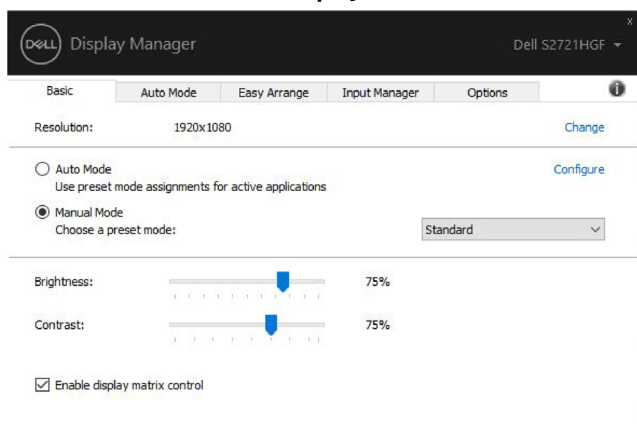 x
DELL Display Manager Dell S2721HGF
Basic Auto Mode Easy Arrange Input Manager Options i
Resolution: 1920x1080 Change
Auto Mode Configure
Use preset mode assignments for active applications
Manual Mode
Choose a preset mode: Standard
Brightness: 75%
Contrast: 75%
Enable display matrix control